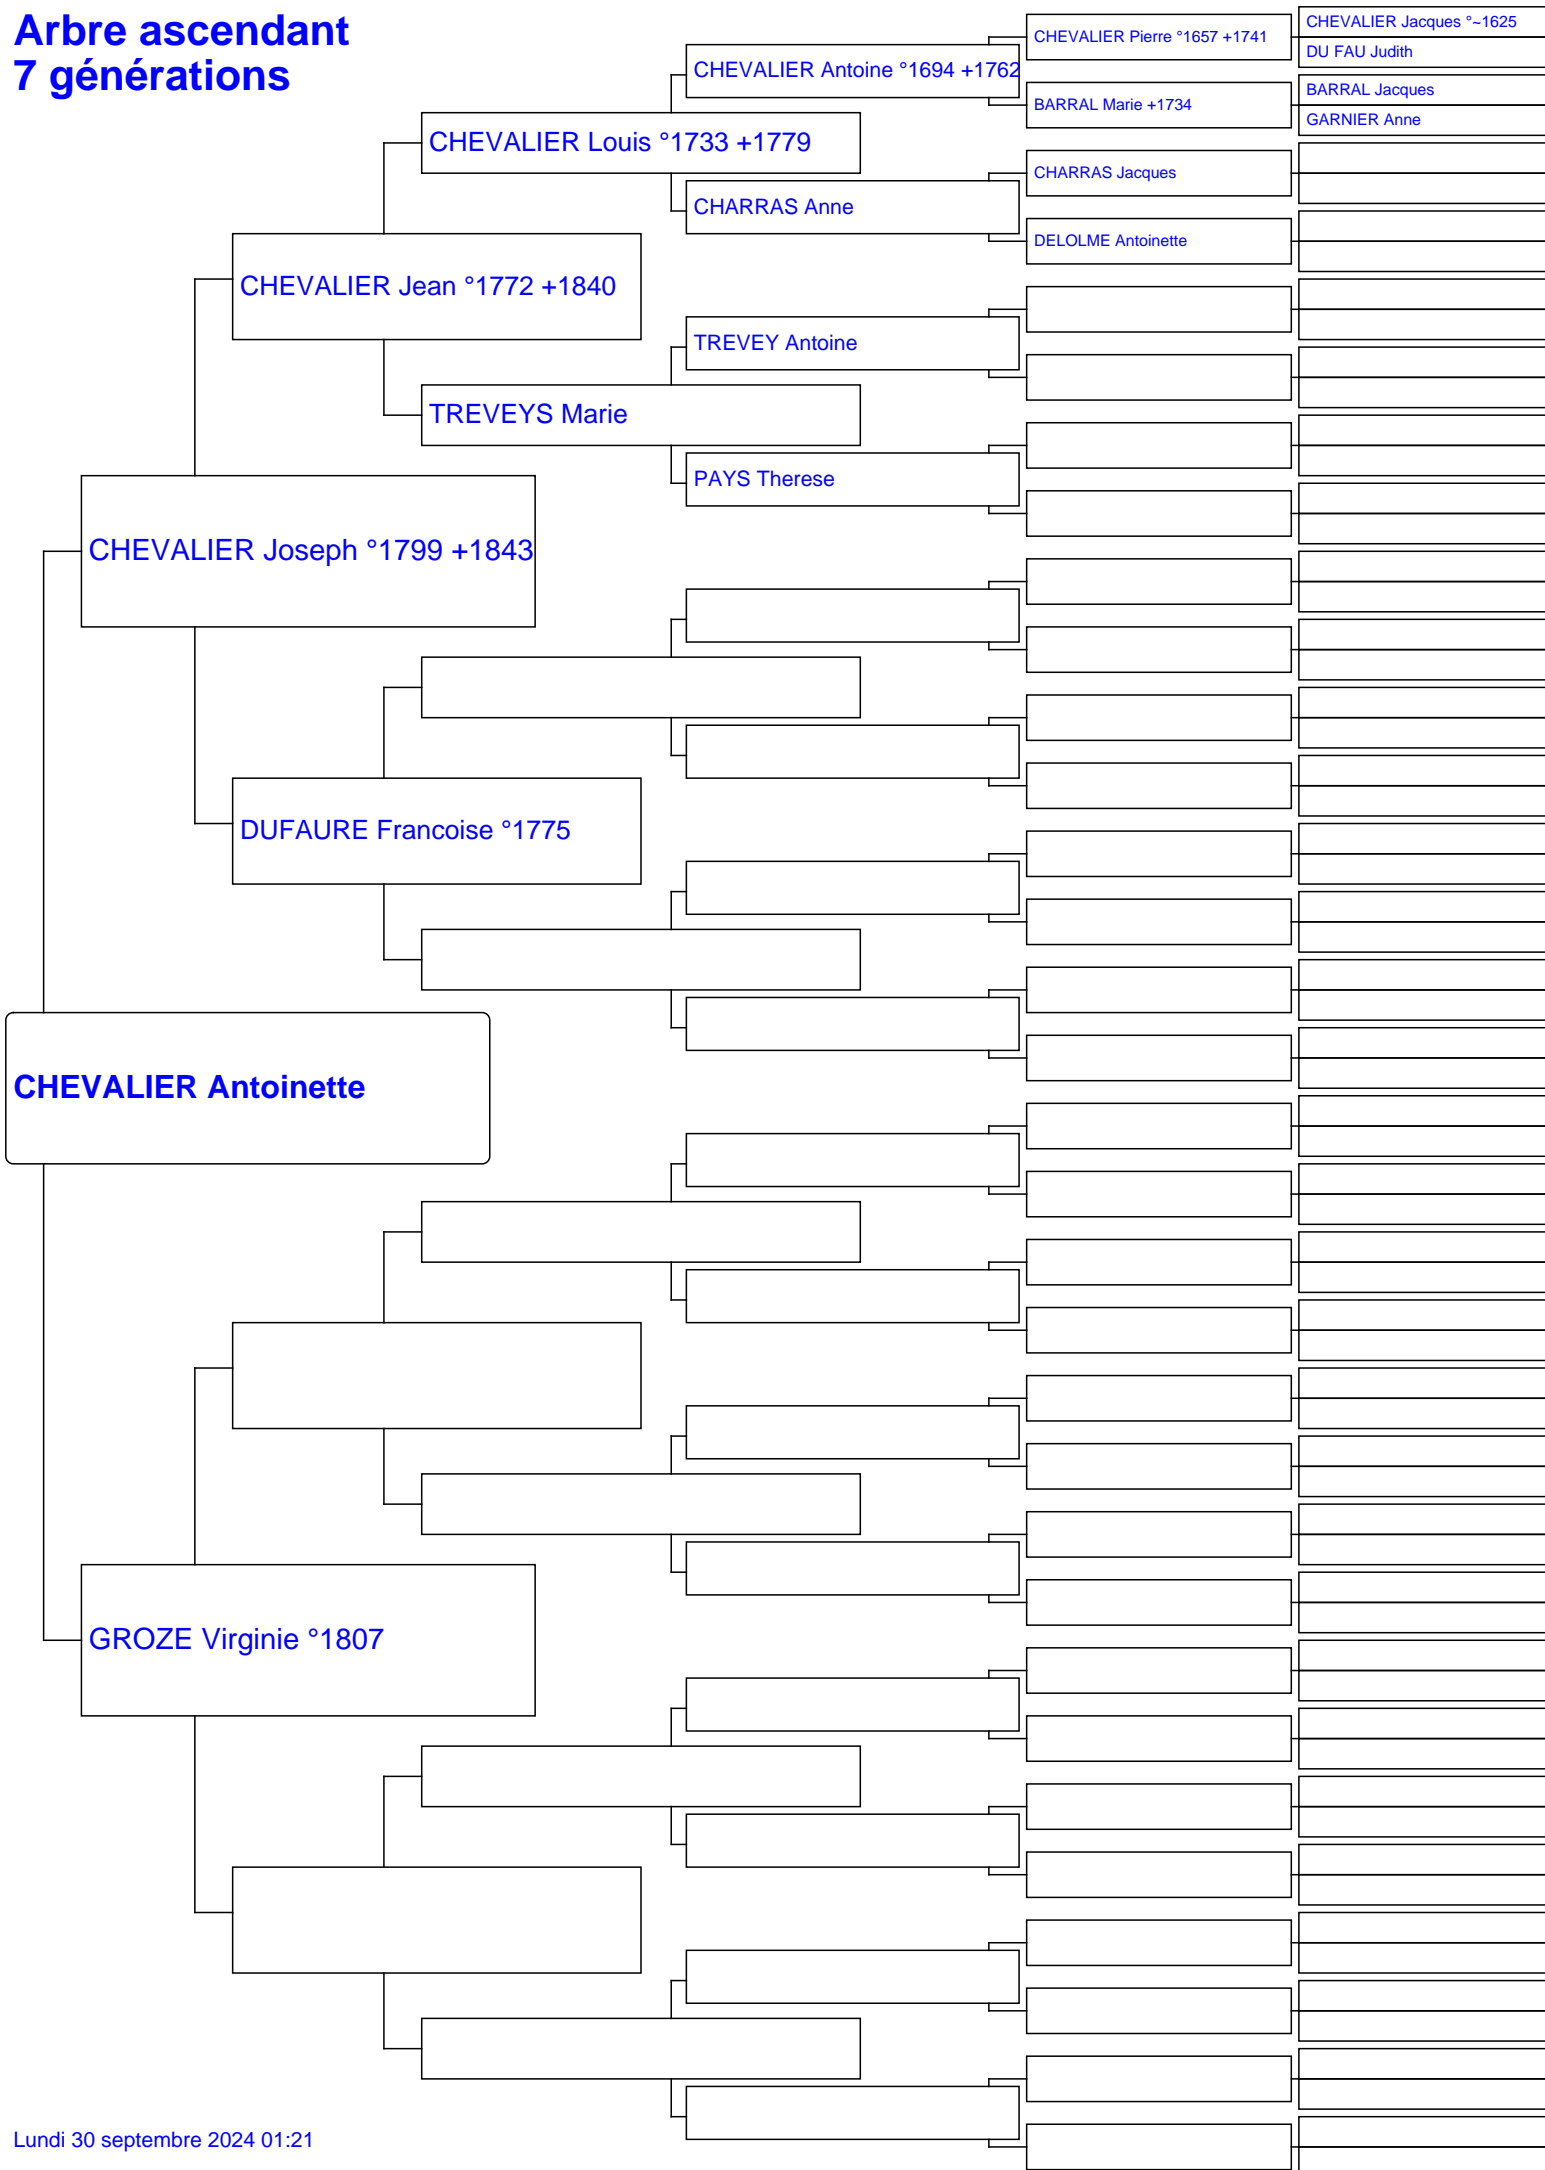 Arbre ascendant
7 générations
CHEVALIER Antoinette
CHEVALIER Joseph °1799 +1843
GROZE Virginie °1807
CHEVALIER Jean °1772 +1840
DUFAURE Francoise °1775
CHEVALIER Louis °1733 +1779
TREVEYS Marie
CHEVALIER Antoine °1694 +1762
CHARRAS Anne
TREVEY Antoine
PAYS Therese
CHEVALIER Pierre °1657 +1741
BARRAL Marie +1734
CHARRAS Jacques
DELOLME Antoinette
CHEVALIER Jacques °~1625
DU FAU Judith
BARRAL Jacques
GARNIER Anne
Lundi 30 septembre 2024 01:21